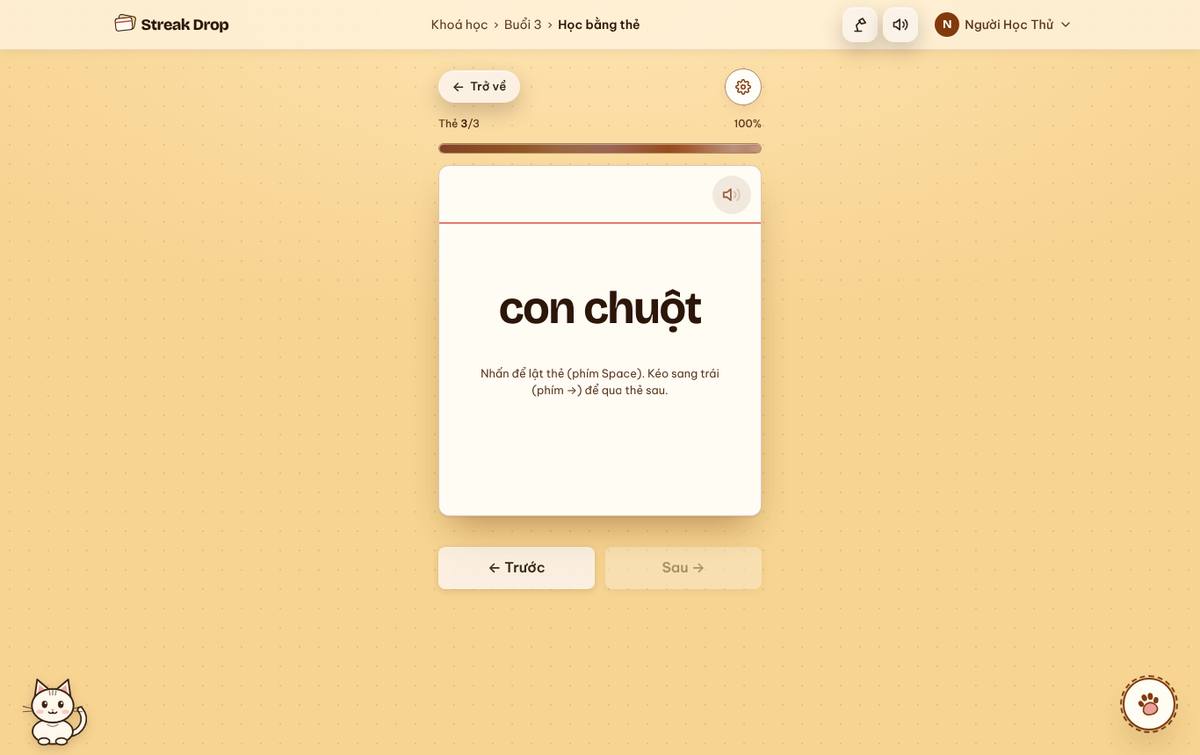 Streak Drop
Khoá học › Buổi 3 › Học bằng thẻ
N Người Học Thử
← Trở về
Thẻ 3/3
100%
con chuột
Nhấn để lật thẻ (phím Space). Kéo sang trái
(phím →) để qua thẻ sau.
← Trước
Sau →